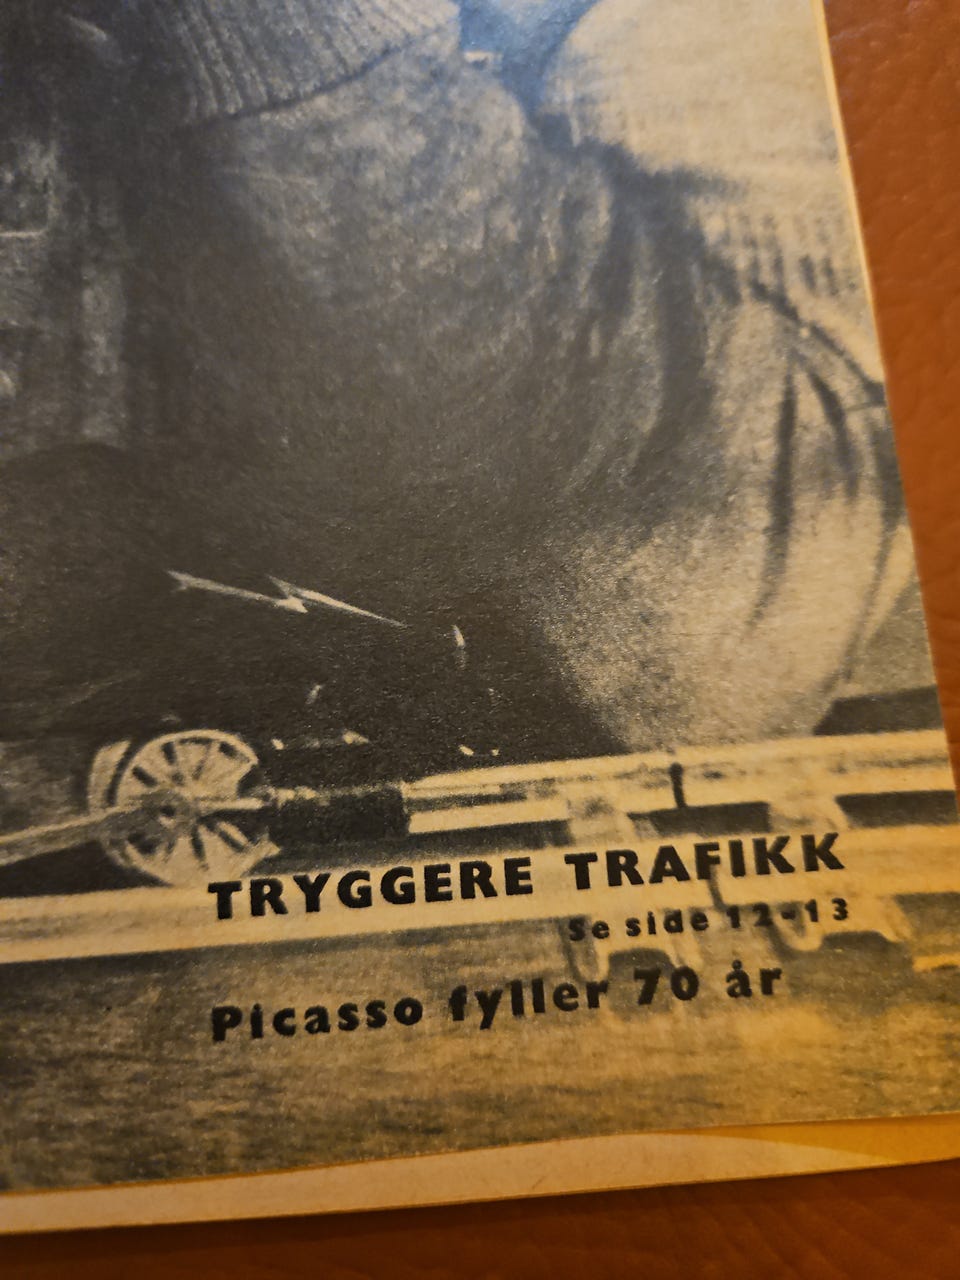 TRYGGERE TRAFIKK
Se side 12-13
Picasso fyller 70 år